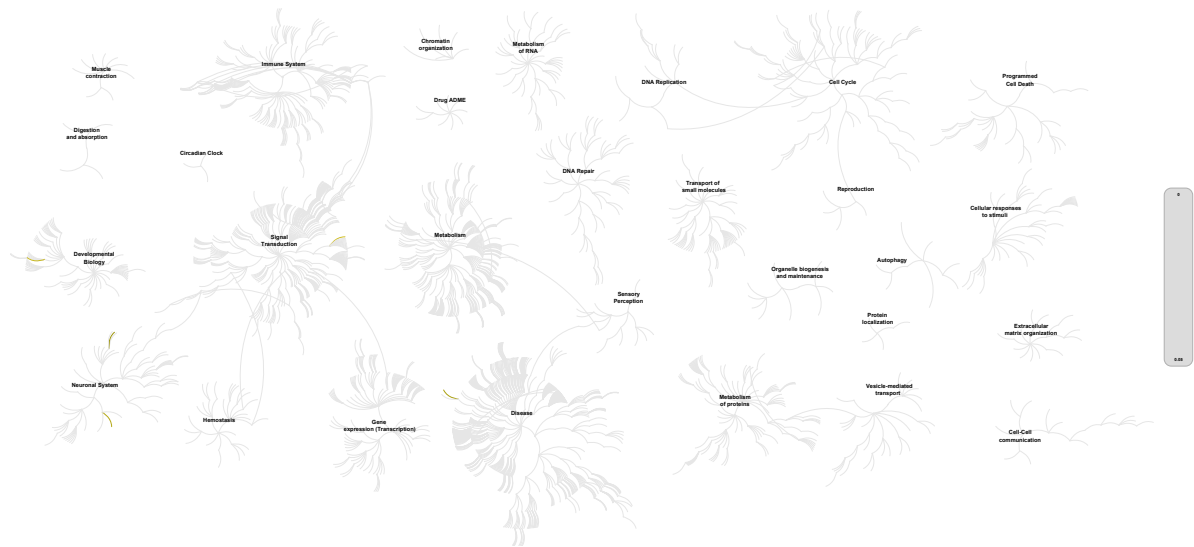 Muscle
contraction
Immune System
Chromatin
organization
Metabolism
of RNA
DNA Replication
Cell Cycle
Programmed
Cell Death
Drug ADME
Digestion
and absorption
Circadian Clock
DNA Repair
Transport of
small molecules
Reproduction
Cellular responses
to stimuli
Developmental
Biology
Signal
Transduction
Metabolism
Autophagy
Organelle biogenesis
and maintenance
Sensory
Perception
Protein
localization
Extracellular
matrix organization
Neuronal System
Hemostasis
Gene
expression (Transcription)
Disease
Metabolism
of proteins
Vesicle-mediated
transport
Cell-Cell
communication
0
0.05